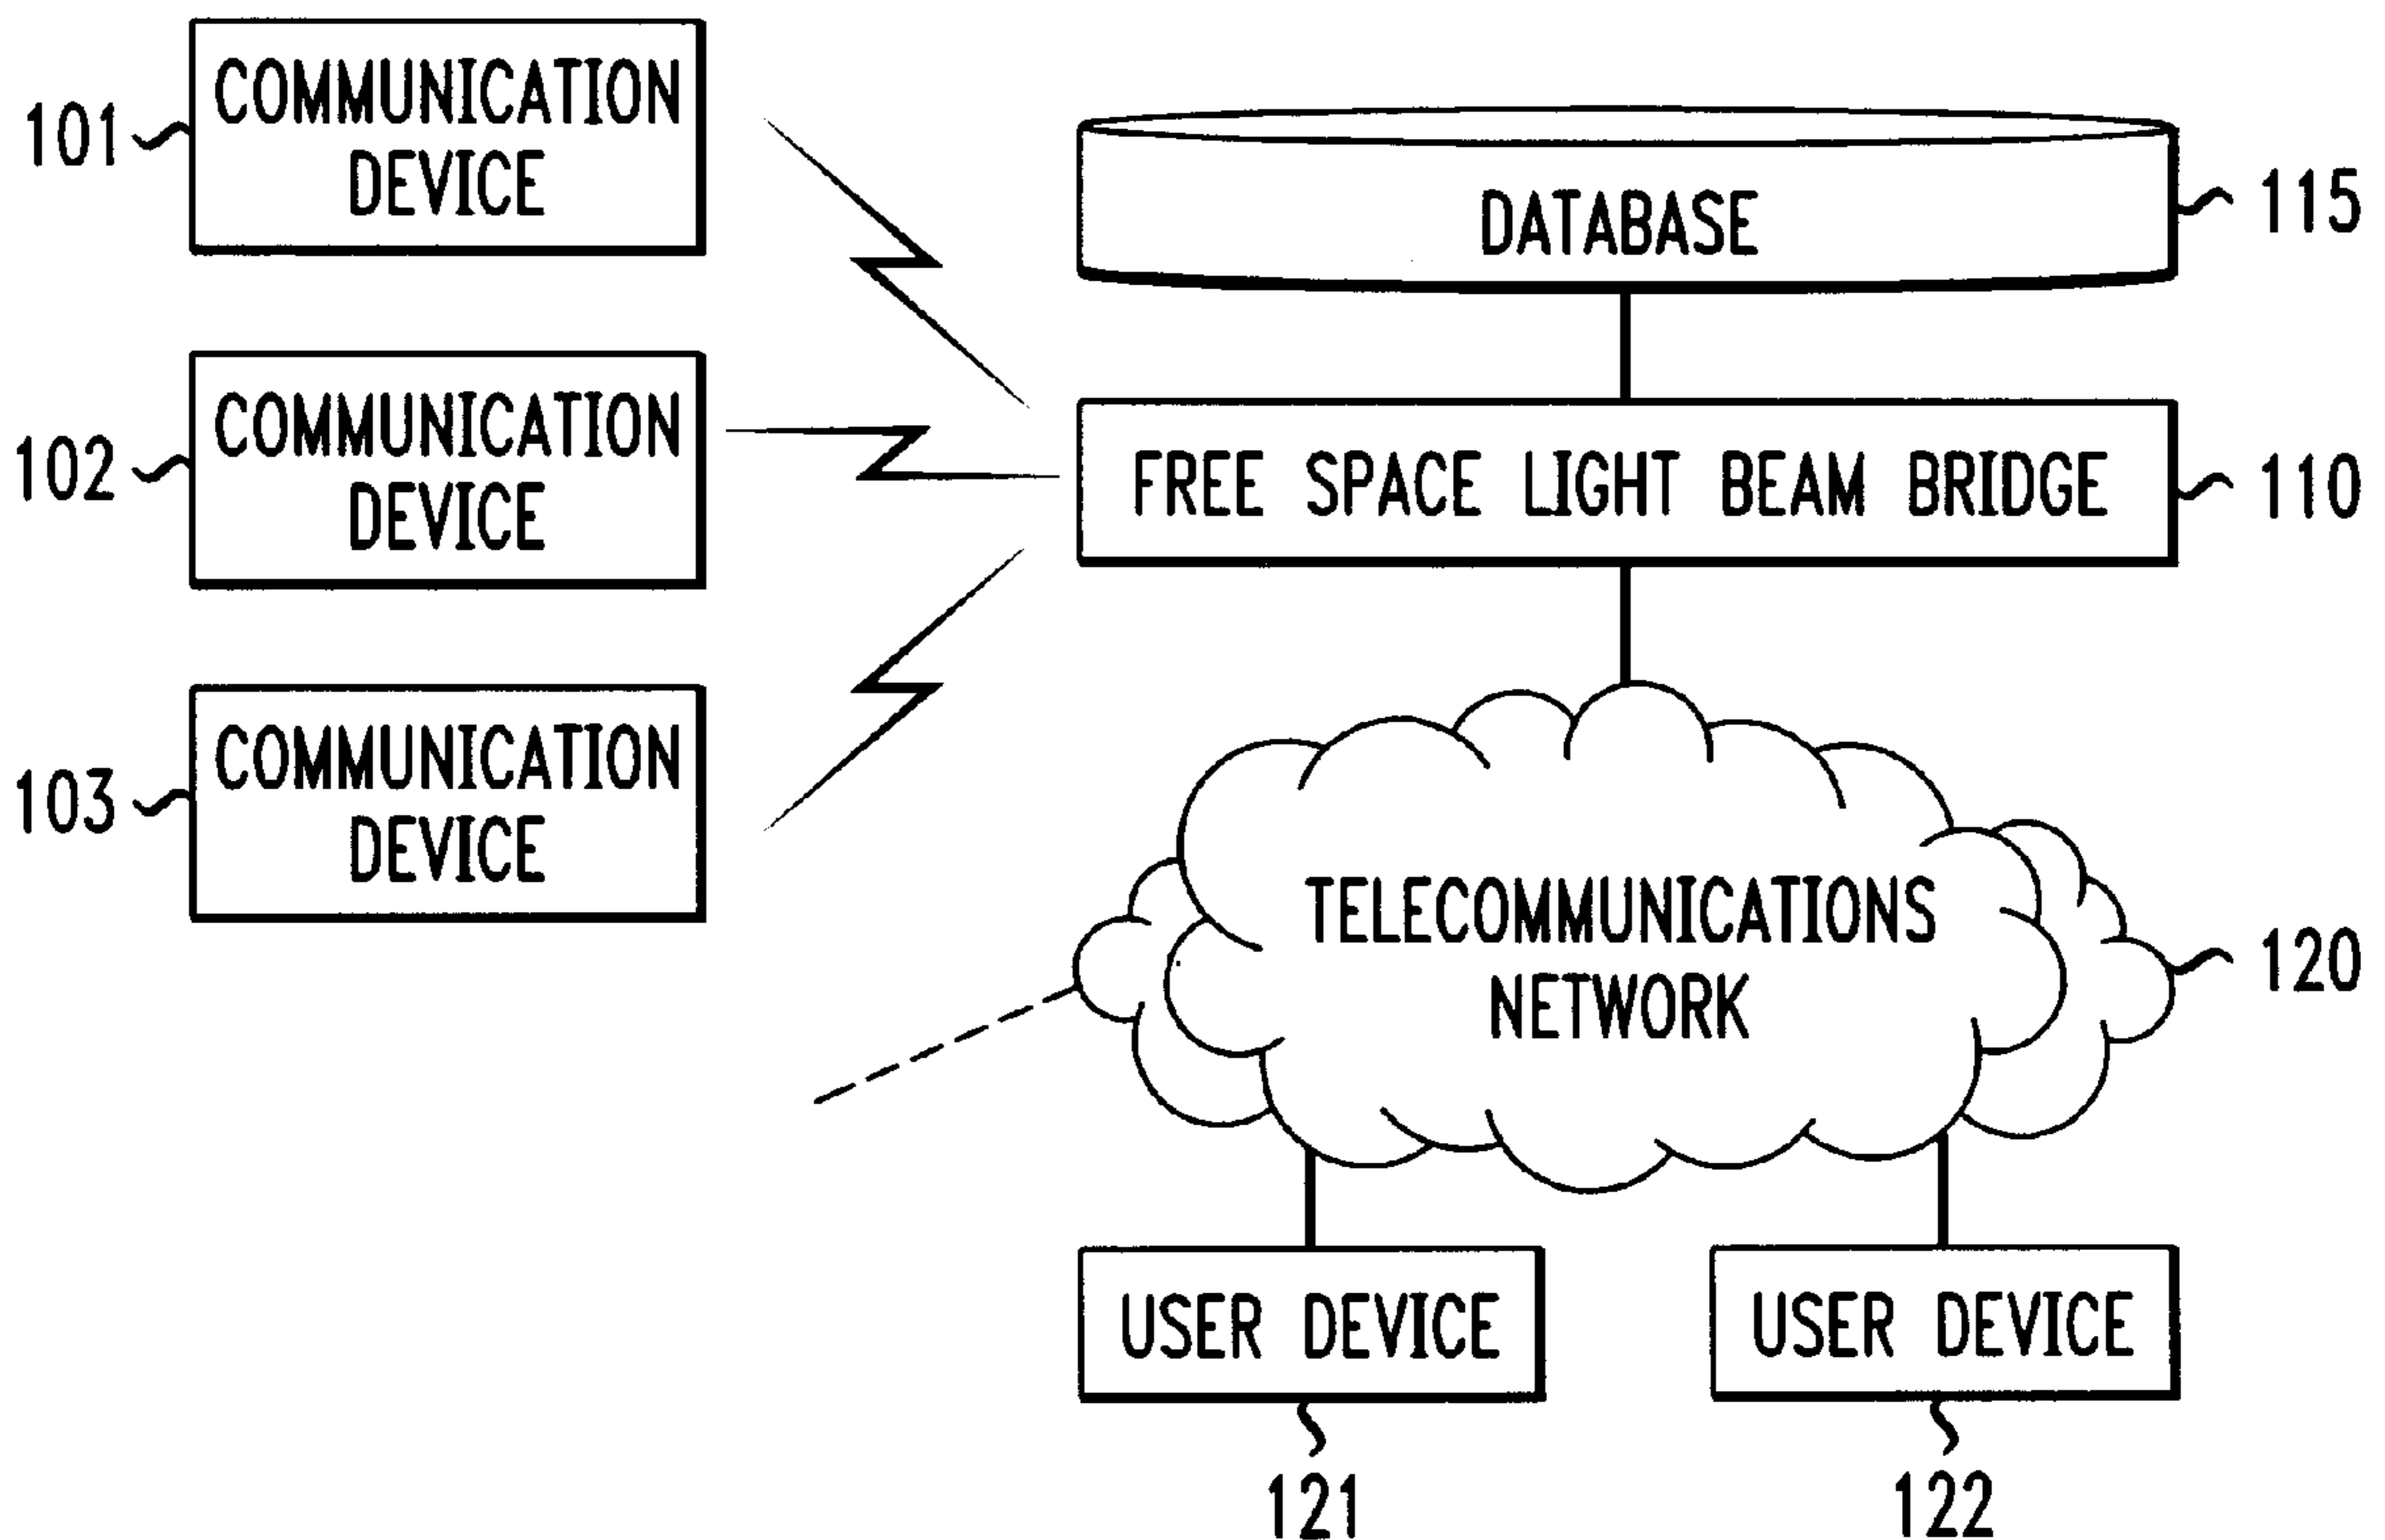 101
COMMUNICATION
DEVICE
102
COMMUNICATION
DEVICE
103
COMMUNICATION
DEVICE
DATABASE
115
FREE SPACE LIGHT BEAM BRIDGE
110
TELECOMMUNICATIONS
NETWORK
120
USER DEVICE
121
USER DEVICE
122